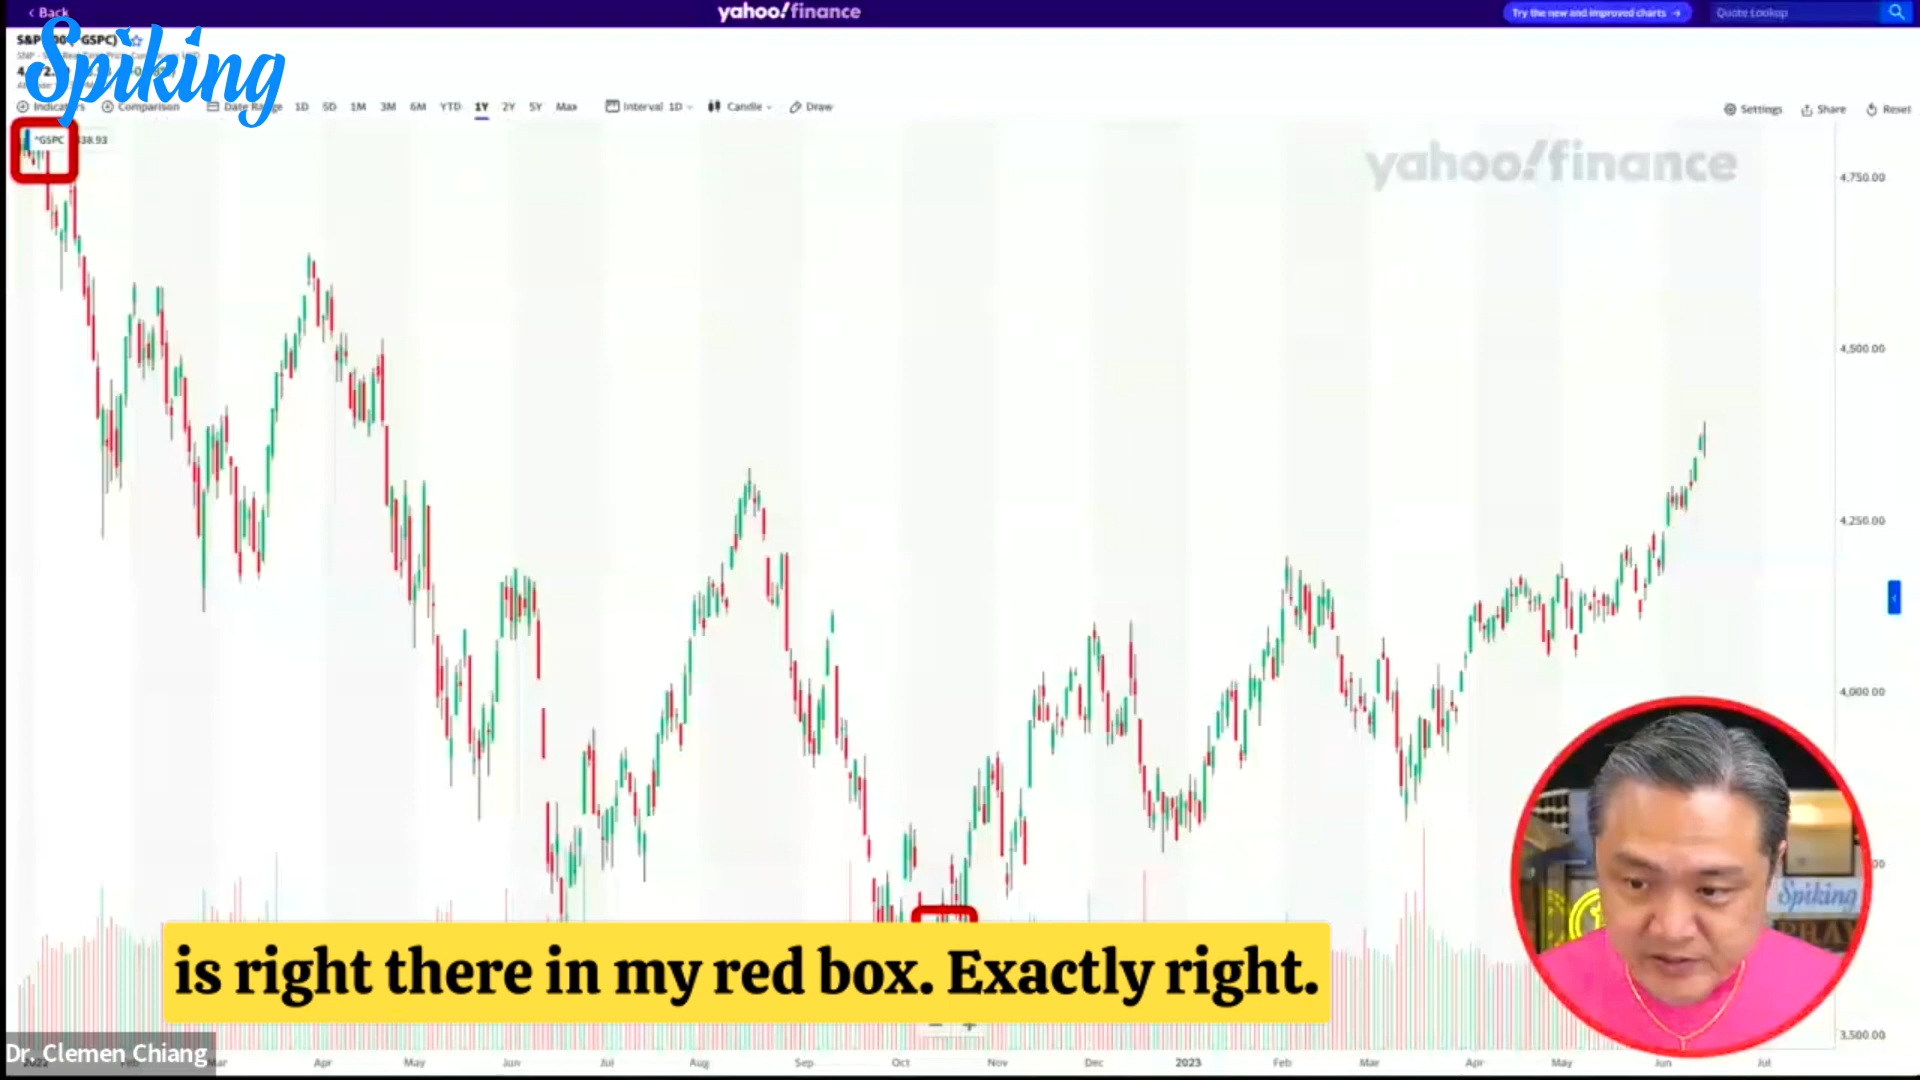 Back
yahoo!finance
Try the new and improved charts →
Quote Lookup
Spiking
Indicators
Comparison
Date Range
1D
5D
1M
3M
6M
YTD
1Y
2Y
5Y
Max
Interval 1D
Candle
Draw
Settings
Share
Reset
^GSPC
yahoo!finance
4,750.00
4,500.00
4,250.00
4,000.00
3,500.00
Spiking
is right there in my red box. Exactly right.
Dr. Clemen Chiang
Mar
Apr
May
Jun
Jul
Aug
Sep
Oct
Nov
Dec
2023
Feb
Mar
Apr
May
Jun
Jul